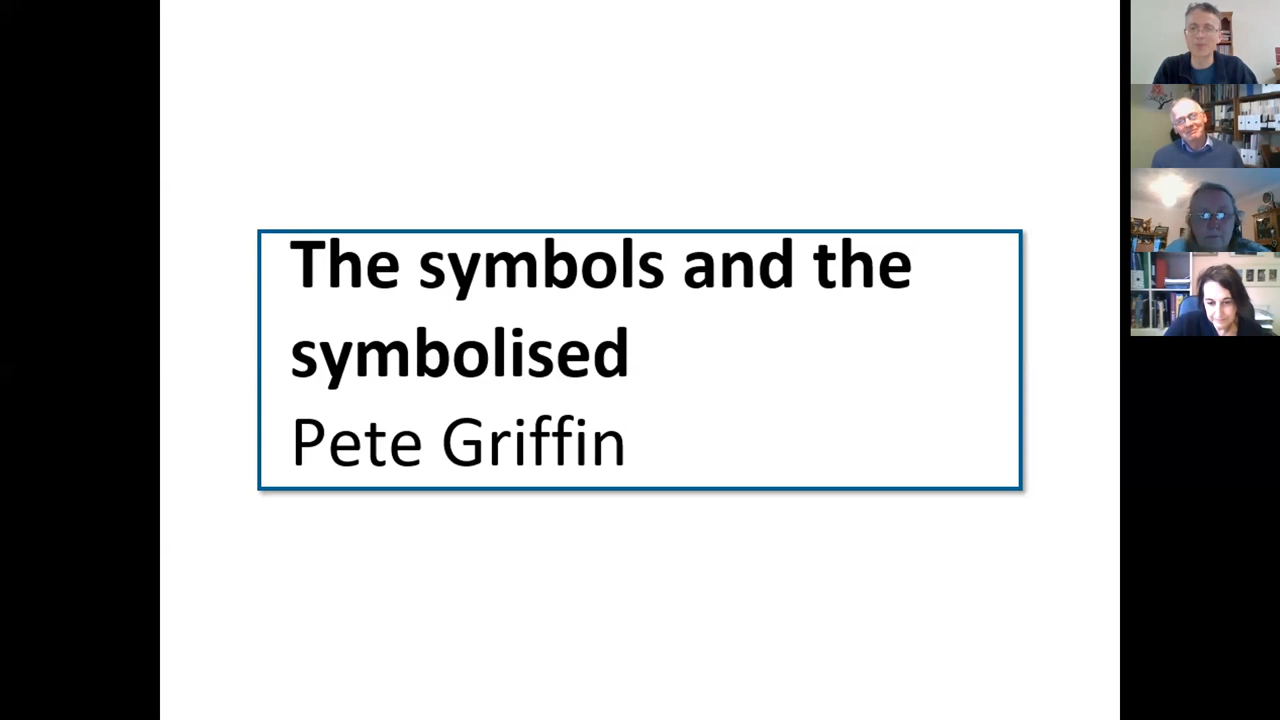 The symbols and the
symbolised
Pete Griffin